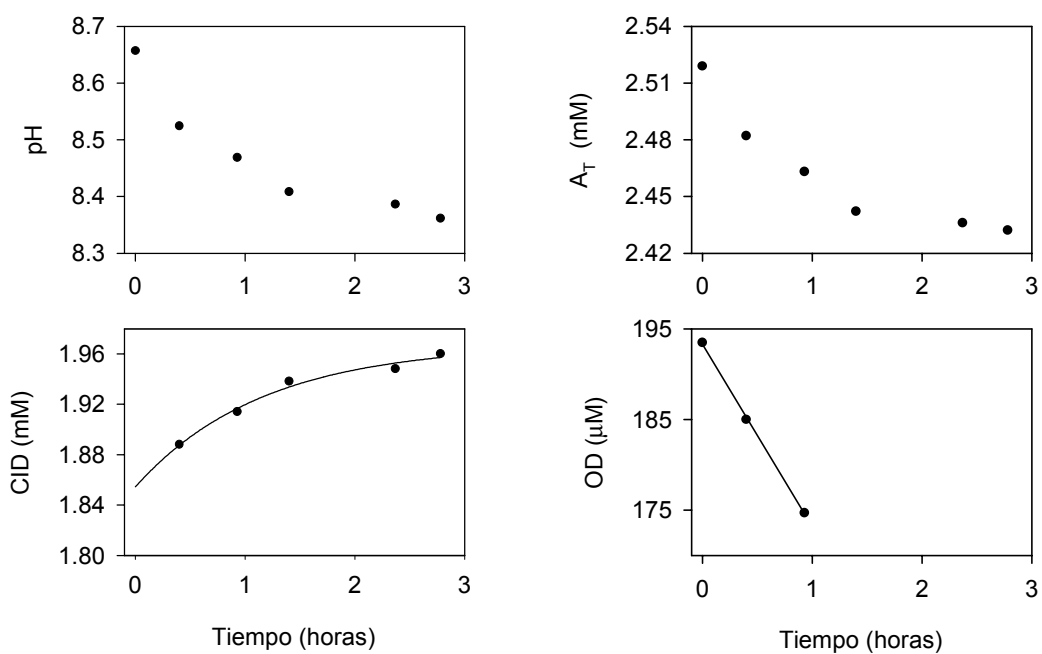 8.7
8.6
8.5
8.4
8.3
pH
0 1 2 3
2.54
2.51
2.48
2.45
2.42
A_T (mM)
0 1 2 3
1.96
1.92
1.88
1.84
1.80
CID (mM)
0 1 2 3
Tiempo (horas)
195
185
175
OD (μM)
0 1 2 3
Tiempo (horas)